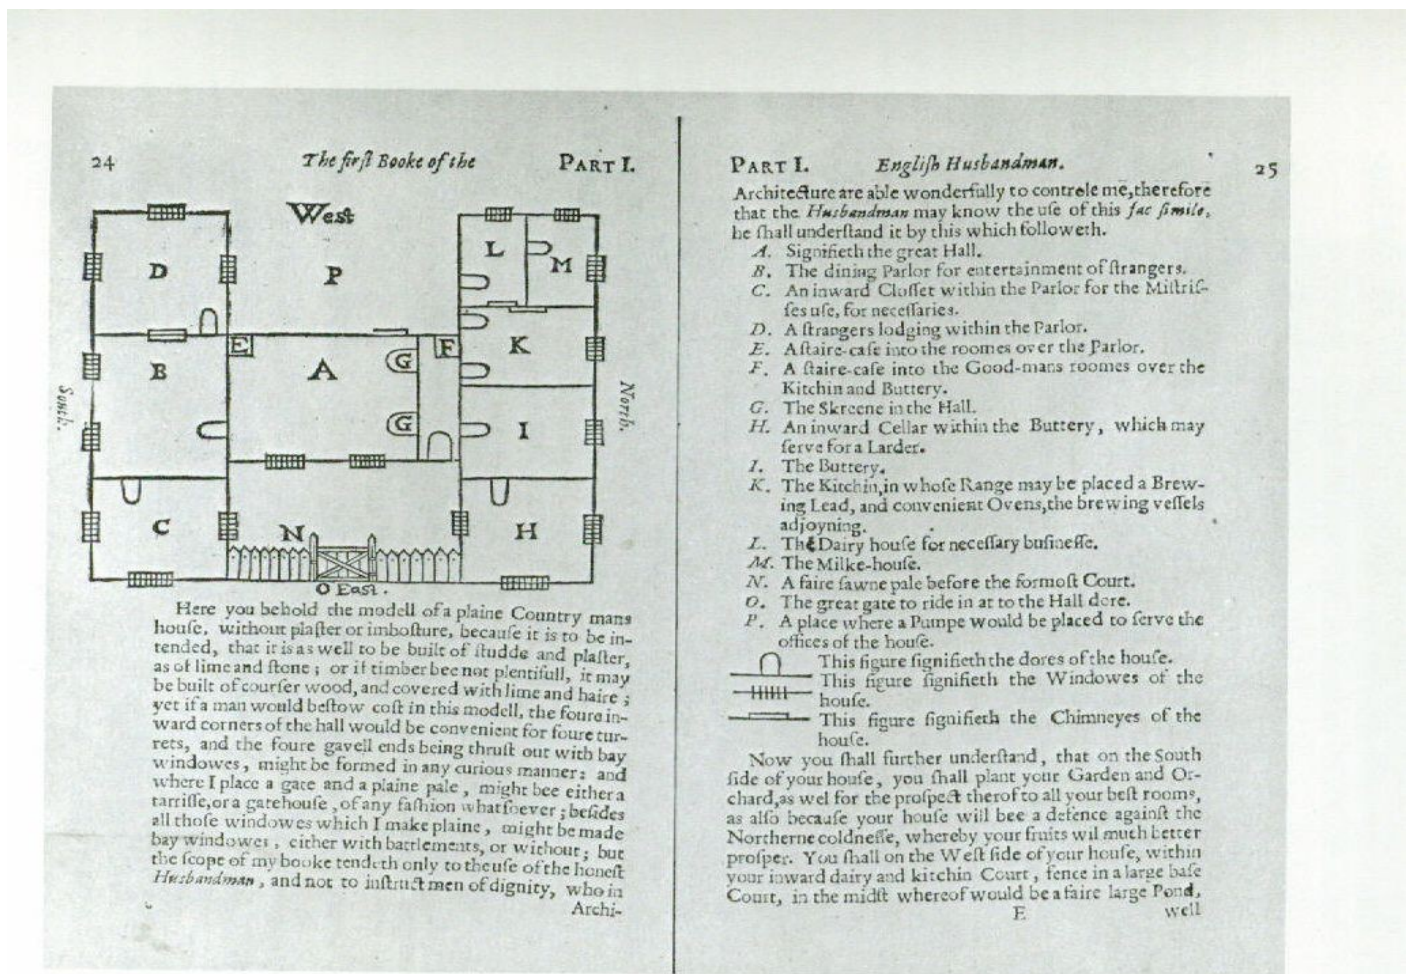 24 The firſt Booke of the PART I.
West
D
P
L
M
E
F
K
B
A
G
South.
North.
G
I
C
N
H
O East.
Here you behold the modell of a plaine Country mans
houſe, without plaſter or imboſture, becauſe it is to be in-
tended, that it is as well to be built of ſtudde and plaſter,
as of lime and ſtone ; or if timber bee not plentifull, it may
be built of courſer wood, and covered with lime and haire ;
yet if a man would beſtow coſt in this modell, the foure in-
ward corners of the hall would be convenient for foure tur-
rets, and the foure gavell ends being thruſt out with bay
windowes, might be formed in any curious manner : and
where I place a gate and a plaine pale, might bee either a
tarriſſe, or a gatehouſe, of any faſhion whatſoever ; beſides
all thoſe windowes which I make plaine, might be made
bay windowes, either with battlements, or without ; but
the ſcope of my booke tendeth only to the uſe of the honeſt
Husbandman, and not to inſtruct men of dignity, who in
Archi-
PART I. Engliſh Husbandman. 25
Architecture are able wonderfully to controle mē, therefore
that the Husbandman may know the uſe of this fac ſimile,
he ſhall underſtand it by this which followeth.
A. Signifieth the great Hall.
B. The dining Parlor for entertainment of ſtrangers.
C. An inward Cloſſet within the Parlor for the Miſtriſ-
ſes uſe, for neceſſaries.
D. A ſtrangers lodging within the Parlor.
E. A ſtaire-caſe into the roomes over the Parlor.
F. A ſtaire-caſe into the Good-mans roomes over the
Kitchin and Buttery.
G. The Skreene in the Hall.
H. An inward Cellar within the Buttery, which may
ſerve for a Larder.
I. The Buttery.
K. The Kitchin, in whoſe Range may be placed a Brew-
ing Lead, and convenient Ovens, the brewing veſſels
adjoyning.
L. The Dairy houſe for neceſſary buſineſſe.
M. The Milke-houſe.
N. A faire ſawne pale before the formoſt Court.
O. The great gate to ride in at to the Hall dore.
P. A place where a Pumpe would be placed to ſerve the
offices of the houſe.
This figure ſignifieth the dores of the houſe.
This figure ſignifieth the Windowes of the
houſe.
This figure ſignifieth the Chimneyes of the
houſe.
Now you ſhall further underſtand, that on the South
ſide of your houſe, you ſhall plant your Garden and Or-
chard, as wel for the proſpect therof to all your beſt rooms,
as alſo becauſe your houſe will bee a defence againſt the
Northerne coldneſſe, whereby your fruits wil much better
proſper. You ſhall on the Weſt ſide of your houſe, within
your inward dairy and kitchin Court, fence in a large baſe
Court, in the midſt whereof would be a faire large Pond,
E well